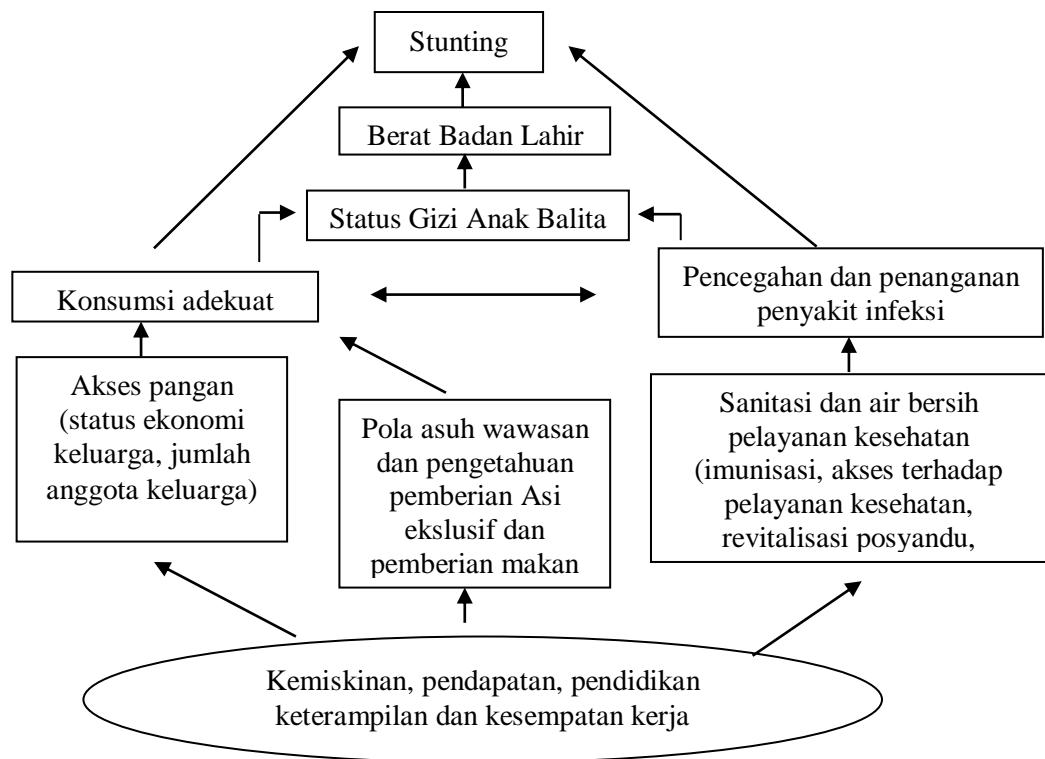 Stunting
Berat Badan Lahir
Status Gizi Anak Balita
Konsumsi adekuat
Pencegahan dan penanganan
penyakit infeksi
Akses pangan
(status ekonomi
keluarga, jumlah
anggota keluarga)
Pola asuh wawasan
dan pengetahuan
pemberian Asi
ekslusif dan
pemberian makan
Sanitasi dan air bersih
pelayanan kesehatan
(imunisasi, akses terhadap
pelayanan kesehatan,
revitalisasi posyandu,
Kemiskinan, pendapatan, pendidikan
keterampilan dan kesempatan kerja